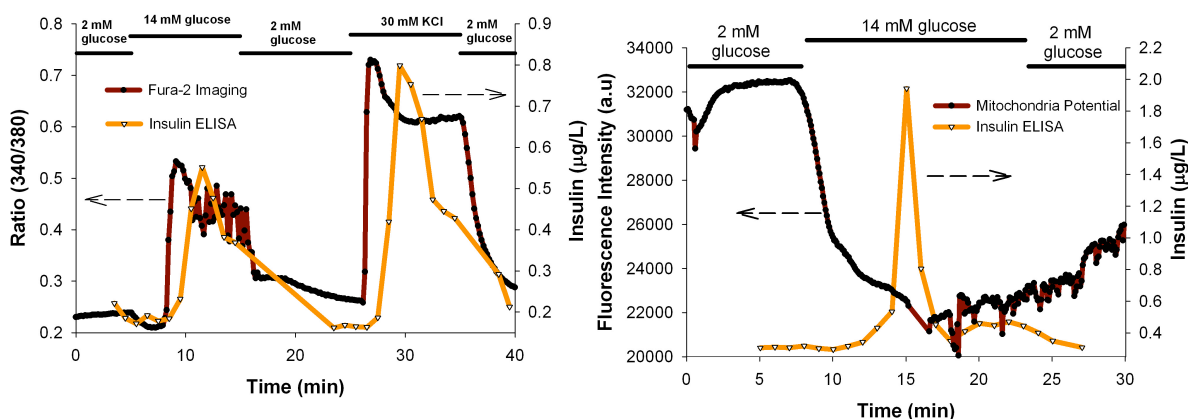 14 mM glucose
30 mM KCl
2 mM
glucose
2 mM
glucose
2 mM
glucose
0.8
0.7
0.6
0.5
0.4
0.3
0.2
Ratio (340/380)
Fura-2 Imaging
Insulin ELISA
0.9
0.8
0.7
0.6
0.5
0.4
0.3
0.2
Insulin (µg/L)
0
10
20
30
40
Time (min)
2 mM
glucose
14 mM glucose
2 mM
glucose
34000
32000
30000
28000
26000
24000
22000
20000
Fluorescence Intensity (a.u)
Mitochondria Potential
Insulin ELISA
2.2
2.0
1.8
1.6
1.4
1.2
1.0
0.8
0.6
0.4
Insulin (µg/L)
0
5
10
15
20
25
30
Time (min)